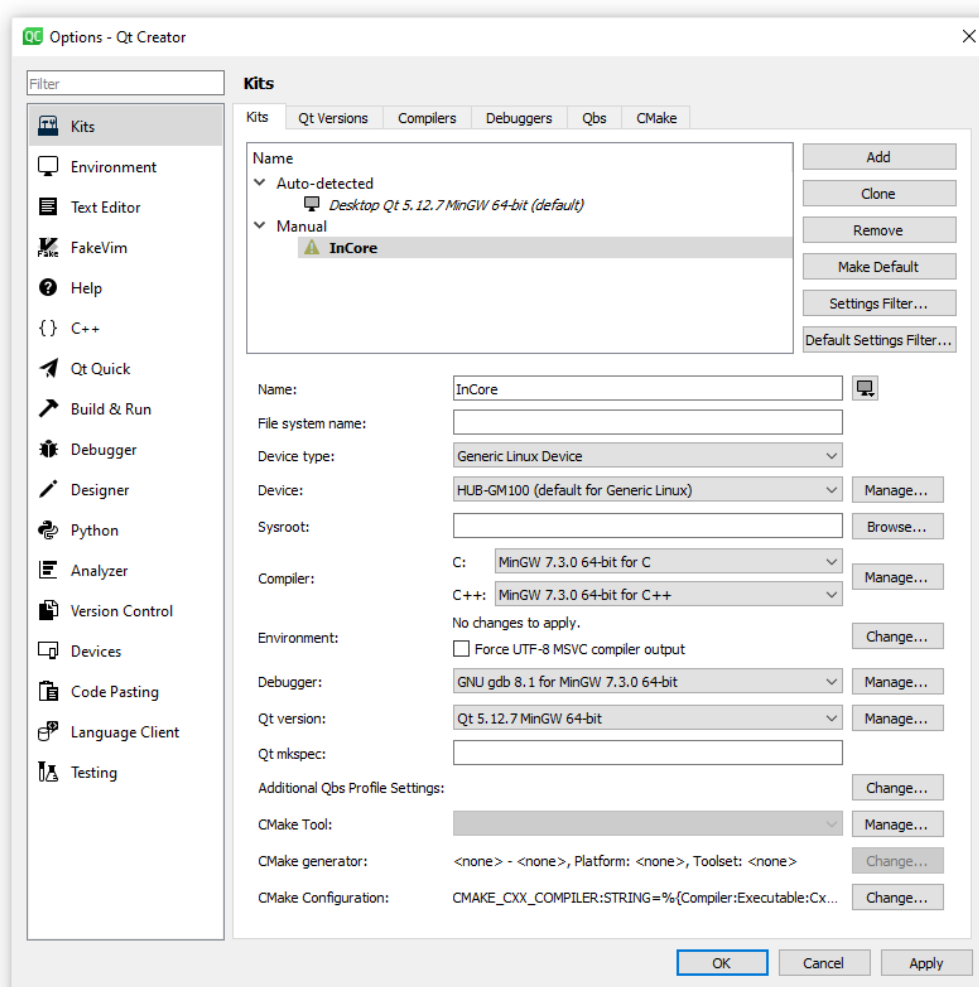 QC Options - Qt Creator
Filter
Kits
Environment
Text Editor
Fake FakeVim
Help
{} C++
Qt Quick
Build & Run
Debugger
Designer
Python
Analyzer
Version Control
Devices
Code Pasting
Language Client
Testing
Kits
Kits Qt Versions Compilers Debuggers Qbs CMake
Name
Auto-detected
Desktop Qt 5.12.7 MinGW 64-bit (default)
Manual
InCore
Add
Clone
Remove
Make Default
Settings Filter...
Default Settings Filter...
Name: InCore
File system name:
Device type: Generic Linux Device
Device: HUB-GM100 (default for Generic Linux) Manage...
Sysroot: Browse...
Compiler: C: MinGW 7.3.0 64-bit for C Manage...
C++: MinGW 7.3.0 64-bit for C++
Environment: No changes to apply. Change...
Force UTF-8 MSVC compiler output
Debugger: GNU gdb 8.1 for MinGW 7.3.0 64-bit Manage...
Qt version: Qt 5.12.7 MinGW 64-bit Manage...
Qt mkspec:
Additional Qbs Profile Settings: Change...
CMake Tool: Manage...
CMake generator: <none> - <none>, Platform: <none>, Toolset: <none> Change...
CMake Configuration: CMAKE_CXX_COMPILER:STRING=%{Compiler:Executable:Cx... Change...
OK Cancel Apply